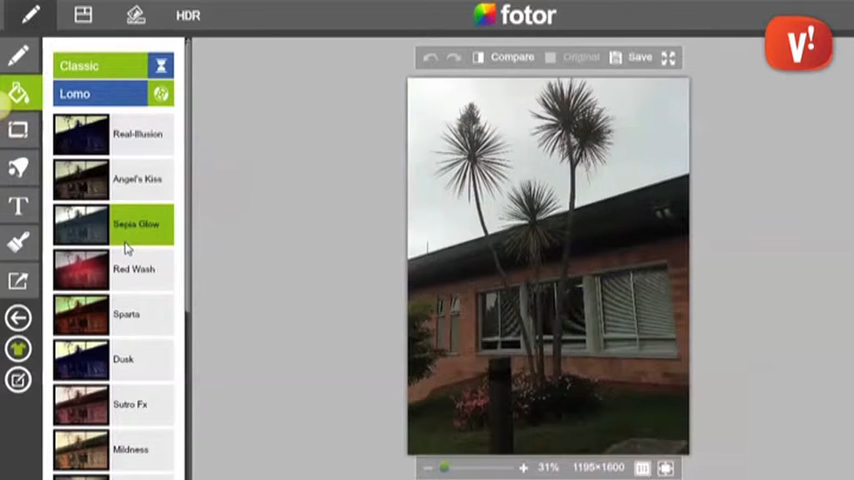 HDR
fotor
V!
Classic
Compare
Original
Save
Lomo
Real-Illusion
Angel's Kiss
Sepia Glow
T
Red Wash
Sparta
Dusk
Sutro Fx
Mildness
31%
1195×1600